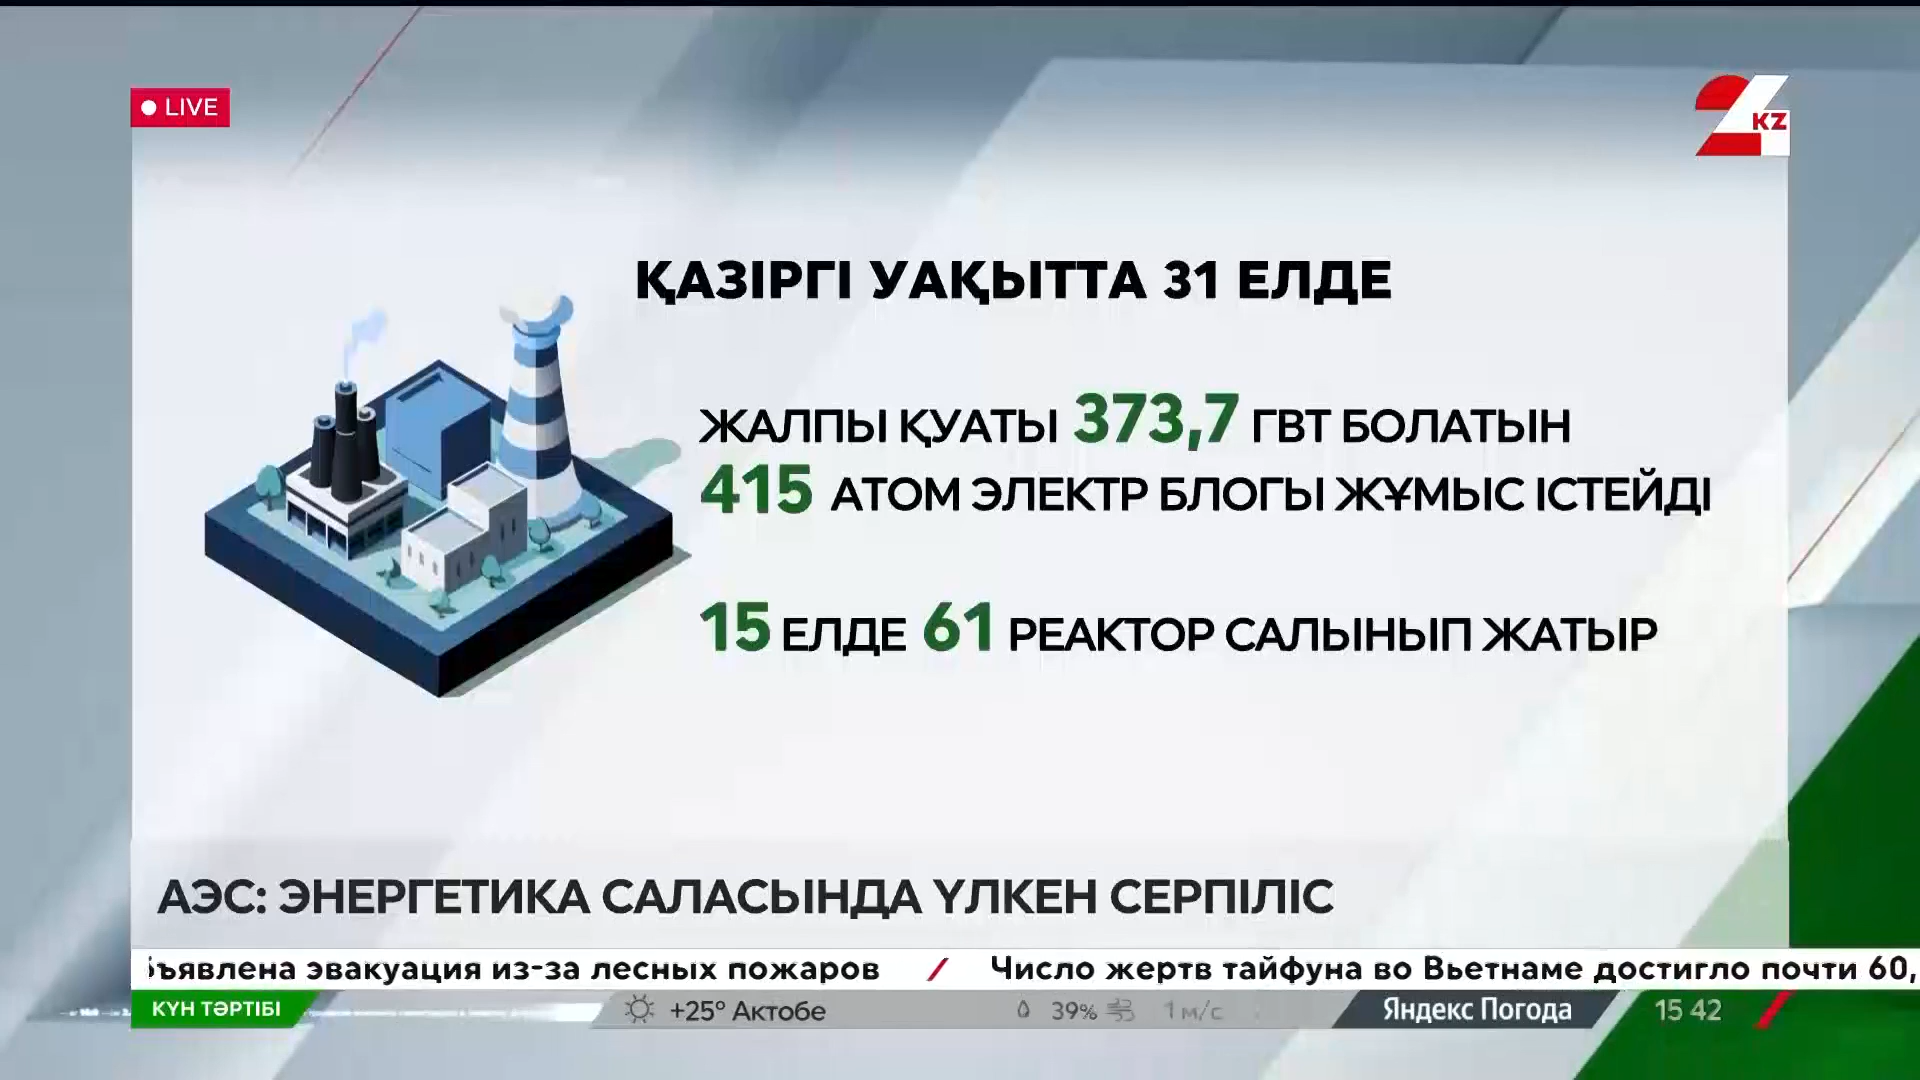 LIVE
24 KZ
ҚАЗІРГІ УАҚЫТТА 31 ЕЛДЕ
ЖАЛПЫ ҚУАТЫ 373,7 ГВТ БОЛАТЫН
415 АТОМ ЭЛЕКТР БЛОГЫ ЖҰМЫС ІСТЕЙДІ
15 ЕЛДЕ 61 РЕАКТОР САЛЫНЫП ЖАТЫР
АЭС: ЭНЕРГЕТИКА САЛАСЫНДА ҮЛКЕН СЕРПІЛІС
бъявлена эвакуация из-за лесных пожаров / Число жертв тайфуна во Вьетнаме достигло почти 60,
КҮН ТӘРТІБІ +25° Актобе 39% 1 м/с Яндекс Погода 15 42